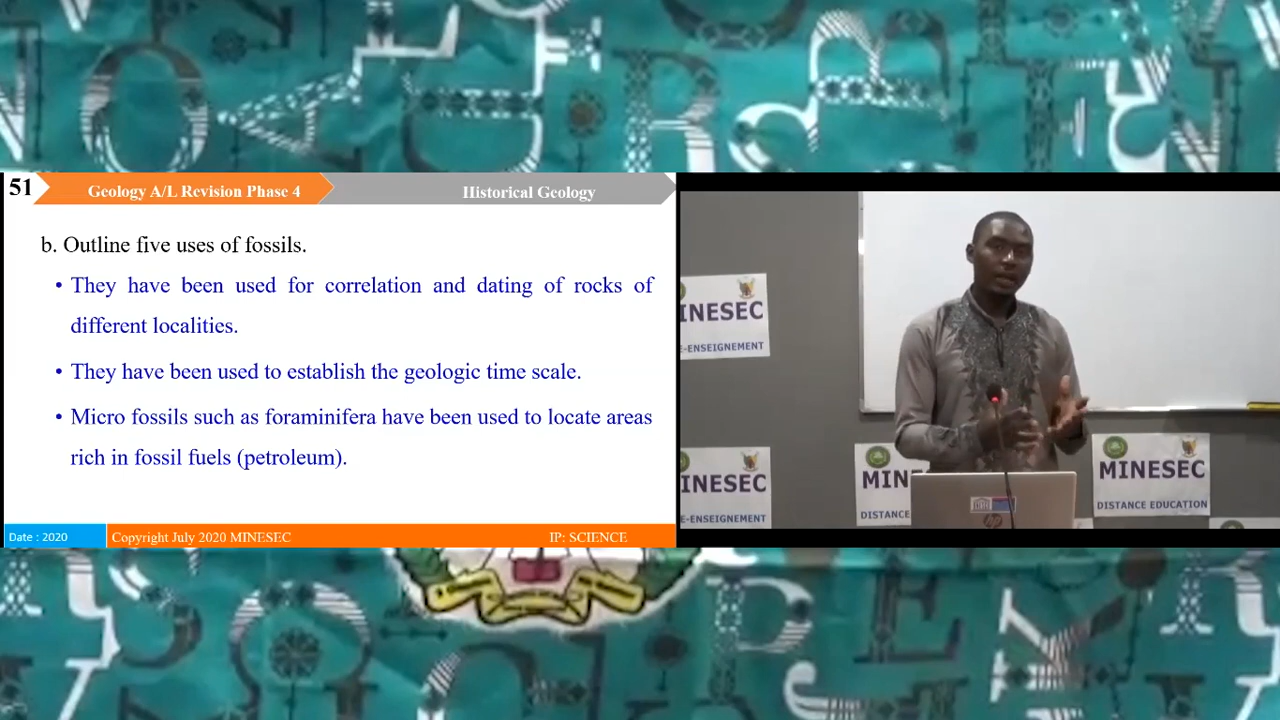 51
Geology A/L Revision Phase 4
Historical Geology
b. Outline five uses of fossils.
• They have been used for correlation and dating of rocks of
different localities.
• They have been used to establish the geologic time scale.
• Micro fossils such as foraminifera have been used to locate areas
rich in fossil fuels (petroleum).
Date : 2020
Copyright July 2020 MINESEC
IP: SCIENCE
INESEC
E-ENSEIGNEMENT
INESEC
E-ENSEIGNEMENT
MIN
DISTANCE
MINESEC
DISTANCE EDUCATION
hp